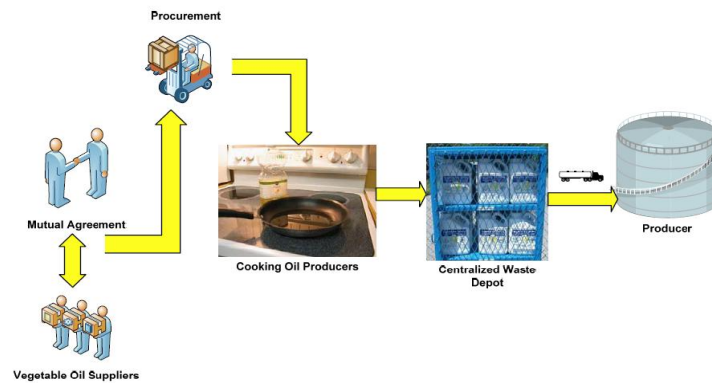 Procurement
Mutual Agreement
Vegetable Oil Suppliers
Cooking Oil Producers
Centralized Waste
Depot
Producer